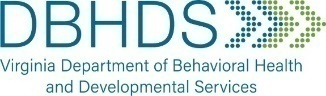 DBHDS
Virginia Department of Behavioral Health
and Developmental Services